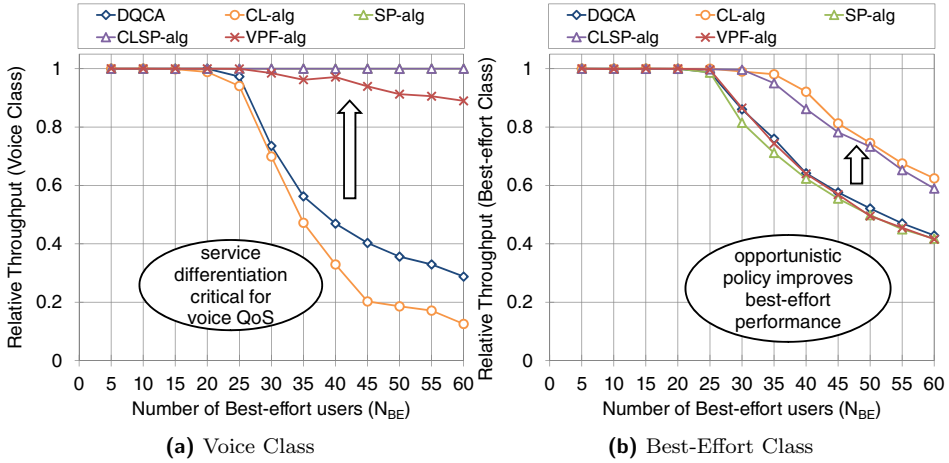 DQCA CL-alg SP-alg
CLSP-alg VPF-alg
Relative Throughput (Voice Class)
1
0.8
0.6
0.4
0.2
0
service
differentiation
critical for
voice QoS
5 10 15 20 25 30 35 40 45 50 55 60
Number of Best-effort users (N_BE)
(a) Voice Class
DQCA CL-alg SP-alg
CLSP-alg VPF-alg
Relative Throughput (Best-effort Class)
1
0.8
0.6
0.4
0.2
0
opportunistic
policy improves
best-effort
performance
5 10 15 20 25 30 35 40 45 50 55 60
Number of Best-effort users (N_BE)
(b) Best-Effort Class